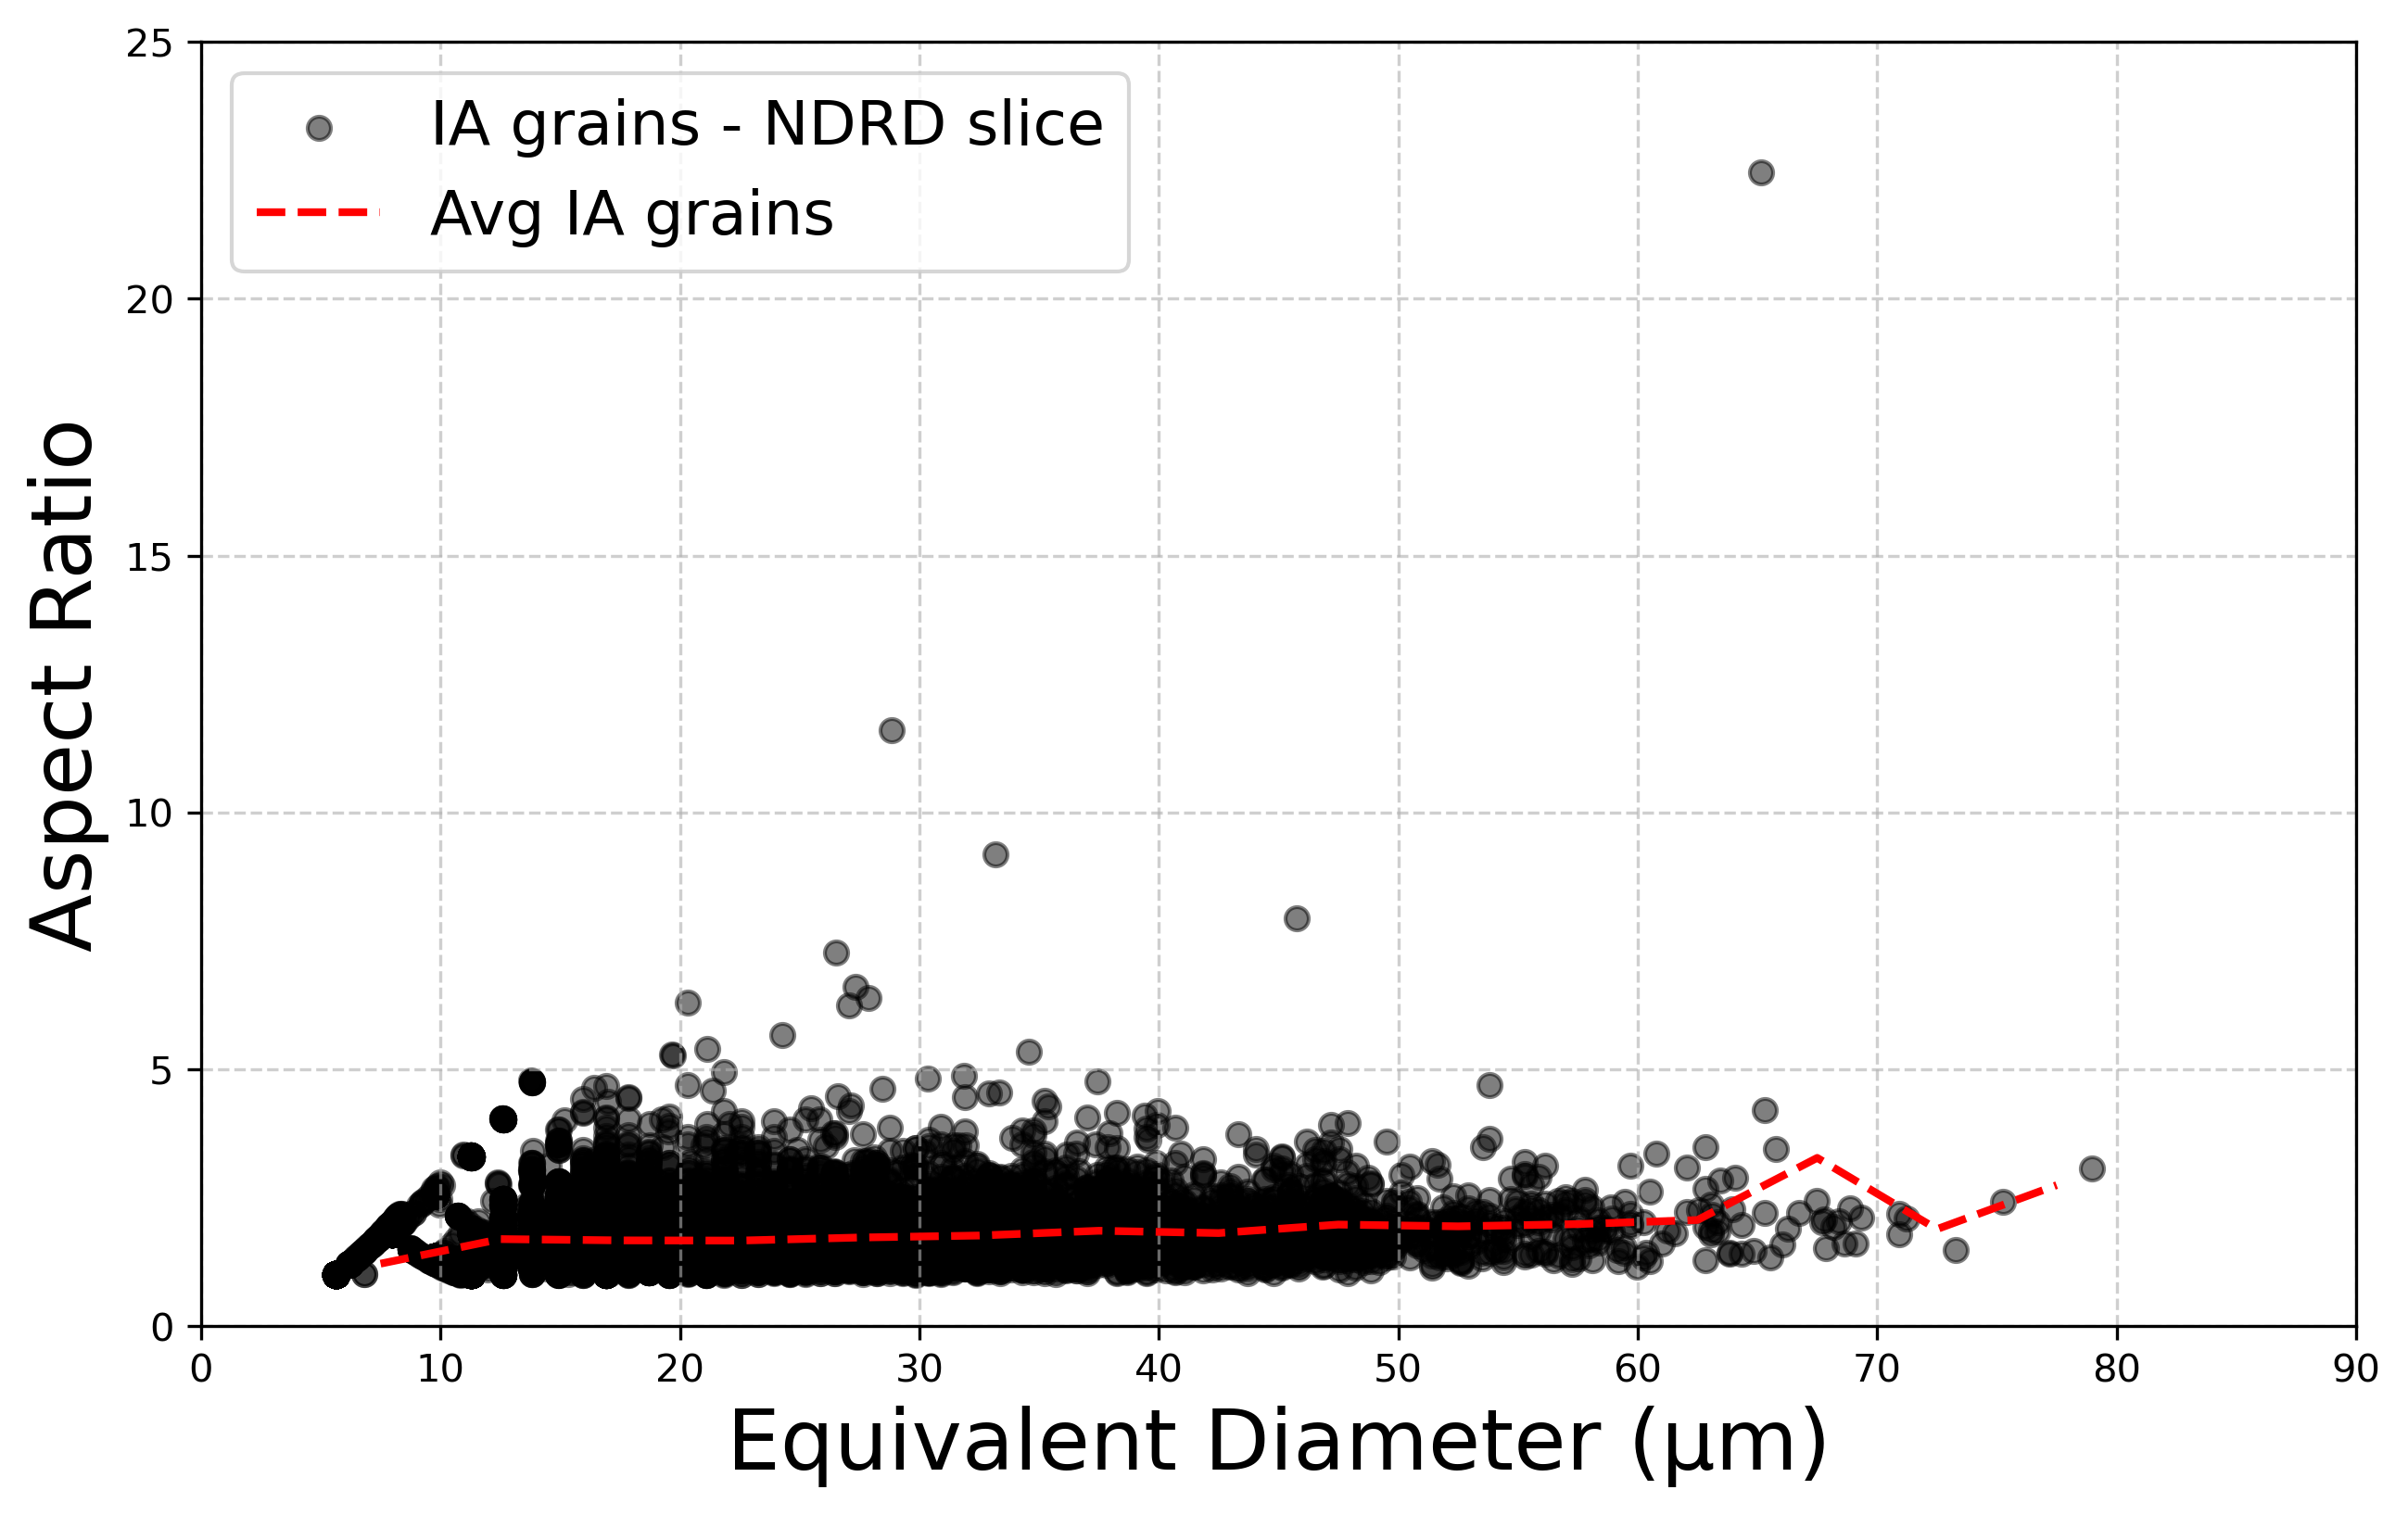 25
20
15
10
5
0
Aspect Ratio
IA grains - NDRD slice
Avg IA grains
0 10 20 30 40 50 60 70 80 90
Equivalent Diameter (μm)